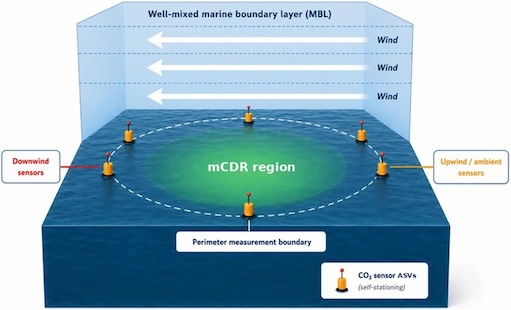 Well-mixed marine boundary layer (MBL)
Wind
Wind
Wind
Downwind
sensors
mCDR region
Upwind / ambient
sensors
Perimeter measurement boundary
CO₂ sensor ASVs
(self-stationing)